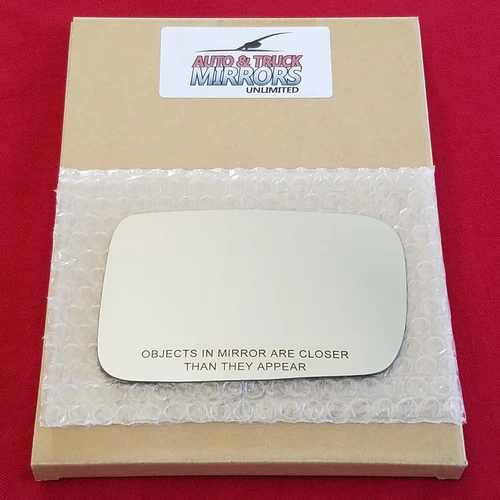 AUTO & TRUCK
MIRRORS
UNLIMITED
OBJECTS IN MIRROR ARE CLOSER
THAN THEY APPEAR